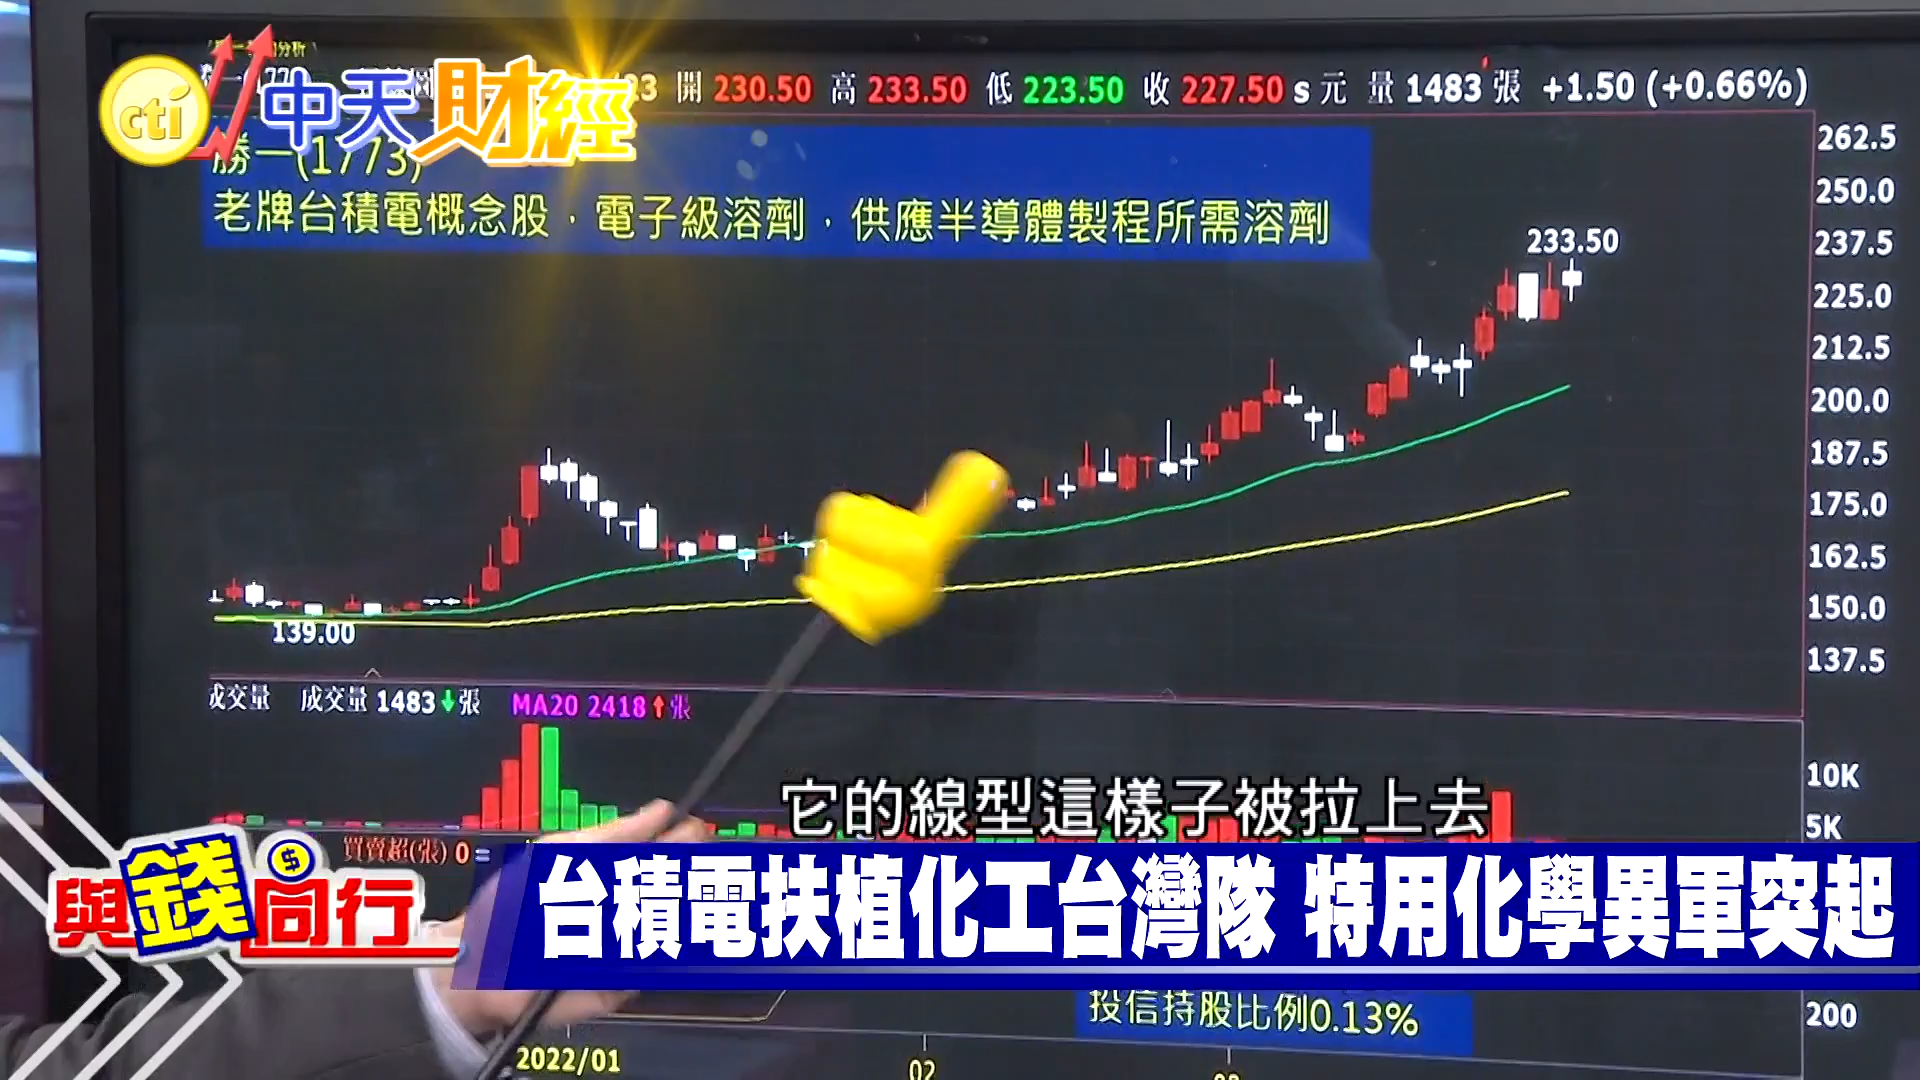 cti 中天財經
開 230.50 高 233.50 低 223.50 收 227.50 s元 量 1483 張 +1.50 (+0.66%)
勝一(1773)
老牌台積電概念股，電子級溶劑，供應半導體製程所需溶劑
262.5
250.0
237.5
233.50
225.0
212.5
200.0
187.5
175.0
162.5
150.0
139.00
137.5
成交量 成交量 1483↓張 MA20 2418↑張
10K
它的線型這樣子被拉上去
5K
買賣超(張) 0
與錢同行
台積電扶植化工台灣隊 特用化學異軍突起
投信持股比例0.13%
200
2022/01
02